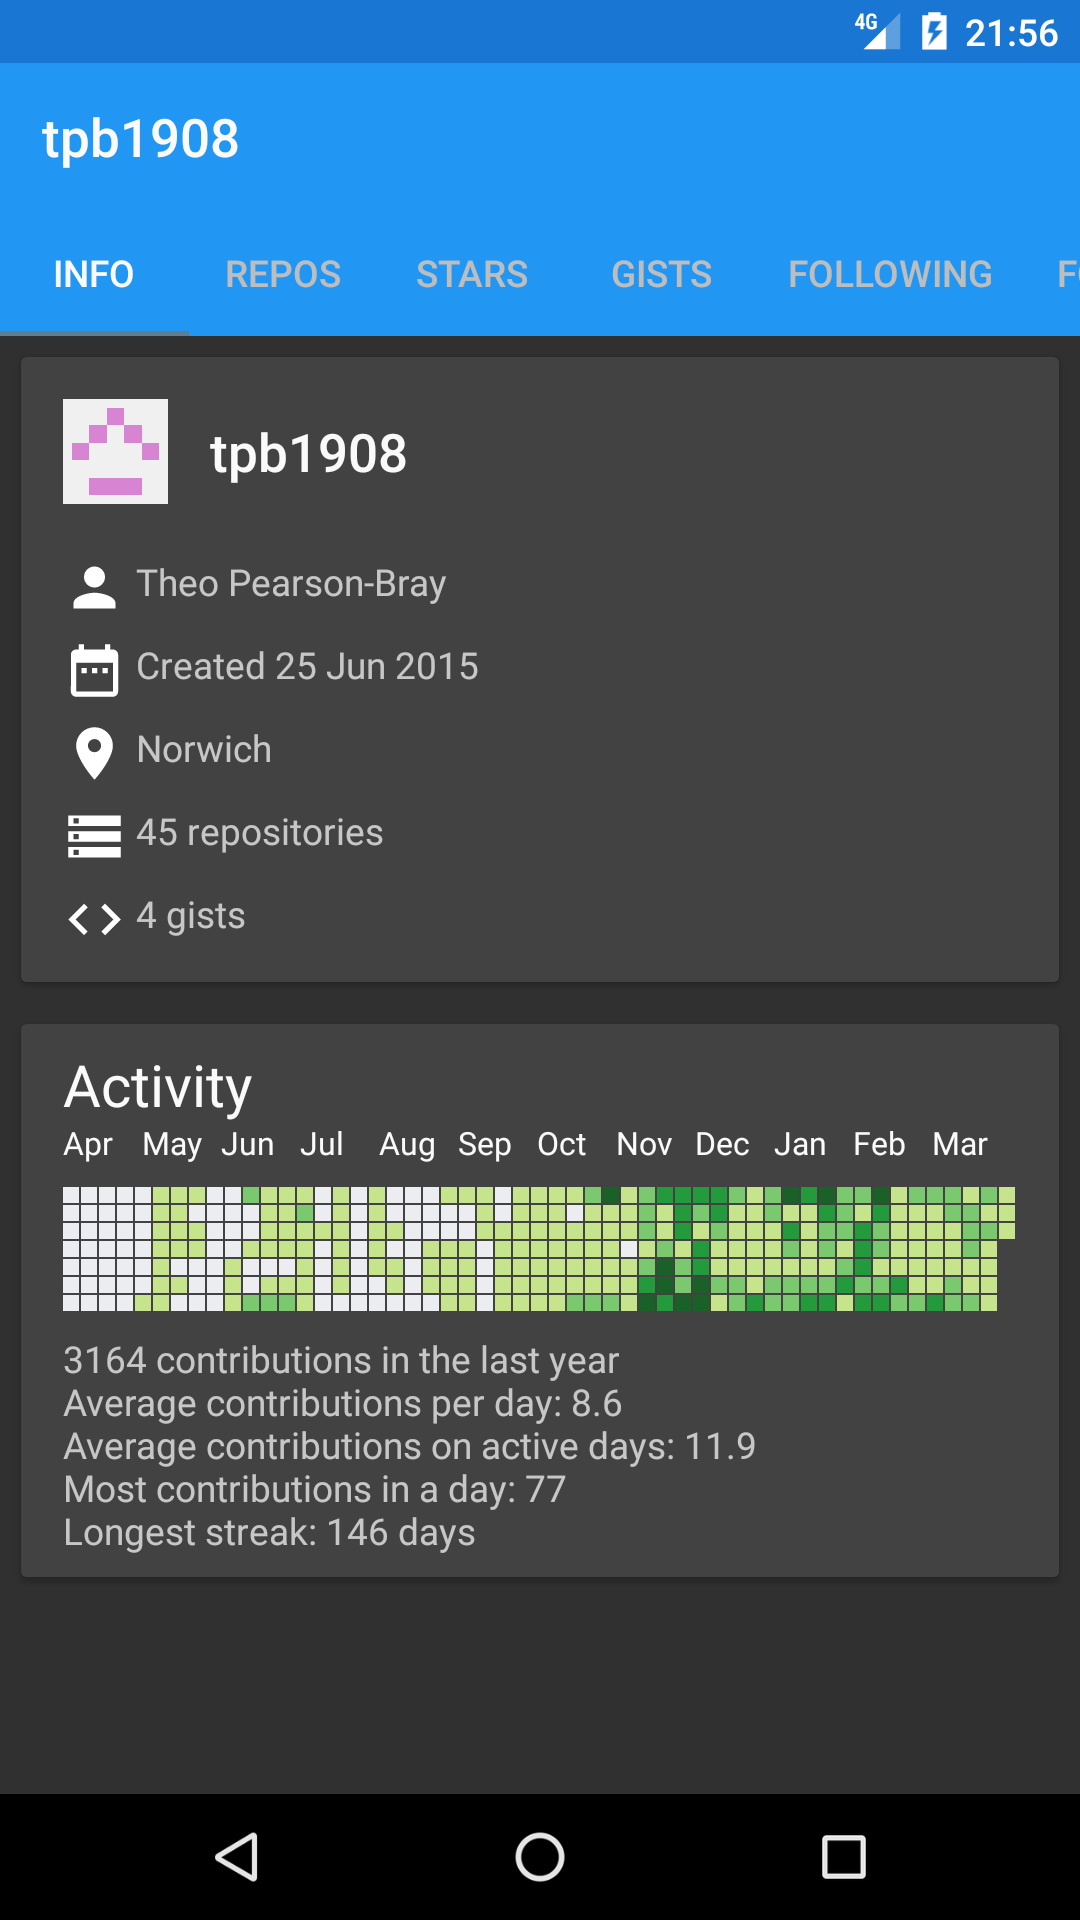 4G 21:56
tpb1908
INFO REPOS STARS GISTS FOLLOWING
tpb1908
Theo Pearson-Bray
Created 25 Jun 2015
Norwich
45 repositories
4 gists
Activity
Apr May Jun Jul Aug Sep Oct Nov Dec Jan Feb Mar
3164 contributions in the last year
Average contributions per day: 8.6
Average contributions on active days: 11.9
Most contributions in a day: 77
Longest streak: 146 days